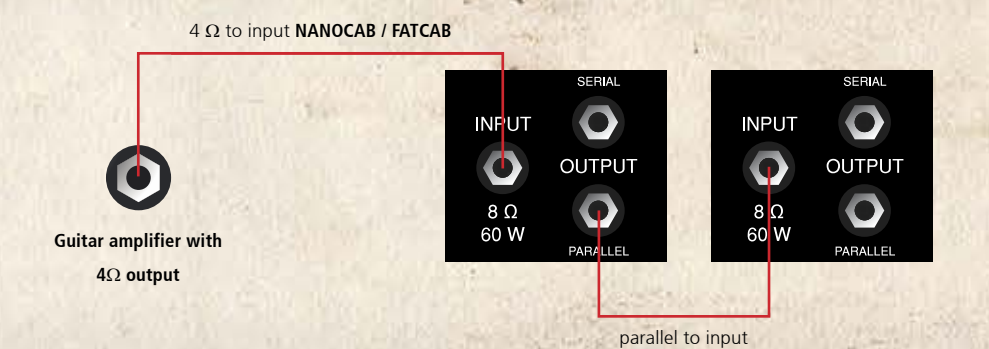 4 Ω to input NANOCAB / FATCAB
Guitar amplifier with
4Ω output
SERIAL
INPUT
OUTPUT
8 Ω
60 W
PARALLEL
SERIAL
INPUT
OUTPUT
8 Ω
60 W
PARALLEL
parallel to input